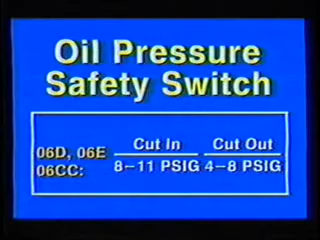 Oil Pressure
Safety Switch
Cut In Cut Out
06D, 06E
06CC: 8–11 PSIG 4–8 PSIG